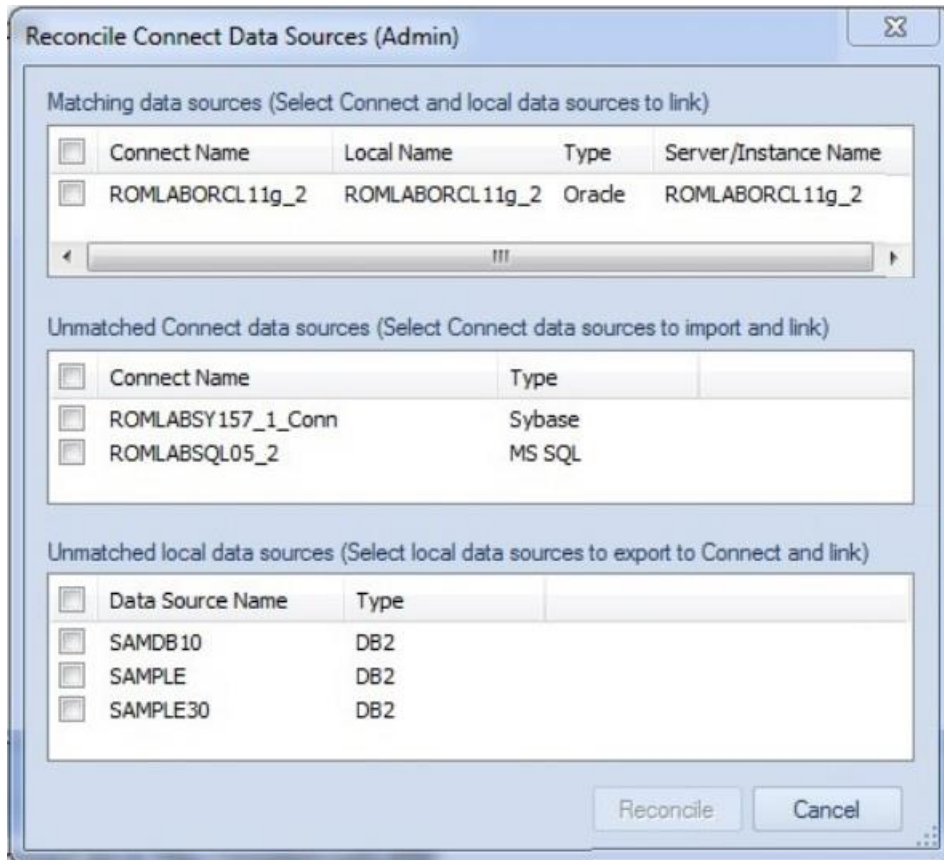 Reconcile Connect Data Sources (Admin)
Matching data sources (Select Connect and local data sources to link)
Connect Name Local Name Type Server/Instance Name
ROMLABORCL11g_2 ROMLABORCL11g_2 Oracle ROMLABORCL11g_2
Unmatched Connect data sources (Select Connect data sources to import and link)
Connect Name Type
ROMLABSY157_1_Conn Sybase
ROMLABSQL05_2 MS SQL
Unmatched local data sources (Select local data sources to export to Connect and link)
Data Source Name Type
SAMDB10 DB2
SAMPLE DB2
SAMPLE30 DB2
Reconcile Cancel